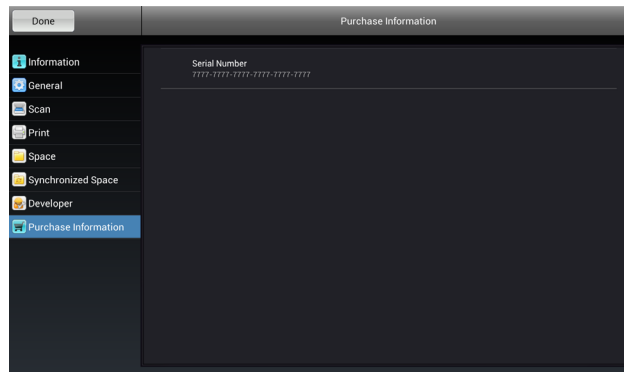 Done
Purchase Information
Information
General
Scan
Print
Space
Synchronized Space
Developer
Purchase Information
Serial Number
7777-7777-7777-7777-7777-7777